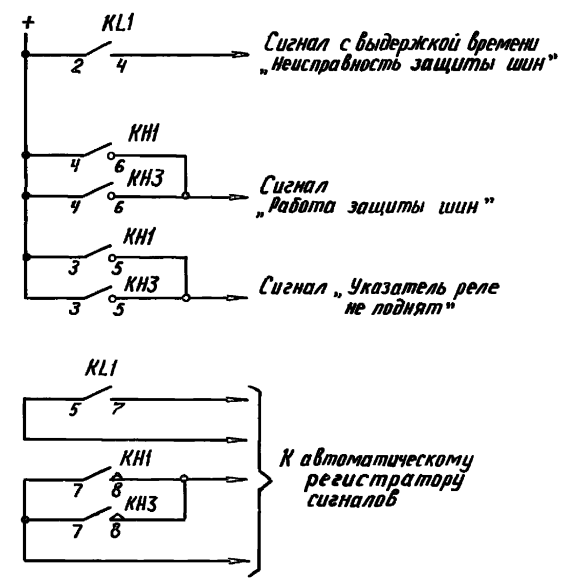 + KL1
2 4
Сигнал с выдержкой времени
„Неисправность защиты шин"
KH1
4 6
KH3
4 6
Сигнал
„Работа защиты шин"
KH1
3 5
KH3
3 5
Сигнал „Указатель реле
не поднят"
KL1
5 7
KH1
7 8
KH3
7 8
К автоматическому
регистратору
сигналов